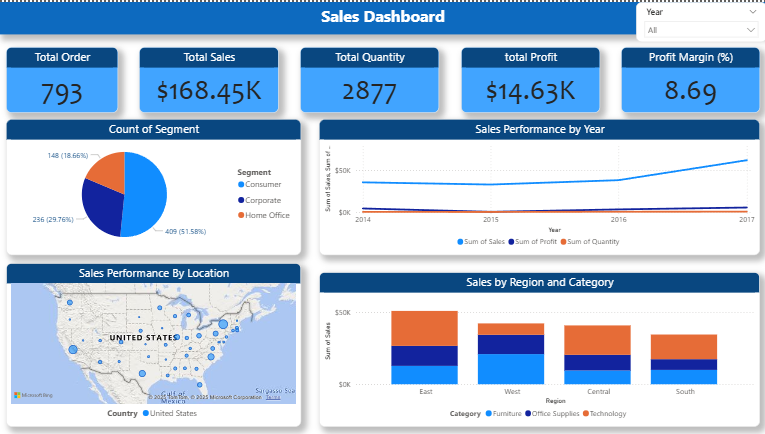 Sales Dashboard
Year
All
Total Order
793
Total Sales
$168.45K
Total Quantity
2877
total Profit
$14.63K
Profit Margin (%)
8.69
Count of Segment
148 (18.66%)
236 (29.76%)
409 (51.58%)
Segment
Consumer
Corporate
Home Office
Sales Performance by Year
Sum of Sales, Sum of ...
$50K
$0K
2014 2015 2016 2017
Year
Sum of Sales Sum of Profit Sum of Quantity
Sales Performance By Location
UNITED STATES
Gulf of
Mexico
Sargasso Sea
Microsoft Bing
© 2025 TomTom, © 2025 Microsoft Corporation Terms
Country United States
Sales by Region and Category
Sum of Sales
$50K
$0K
East West Central South
Region
Category Furniture Office Supplies Technology